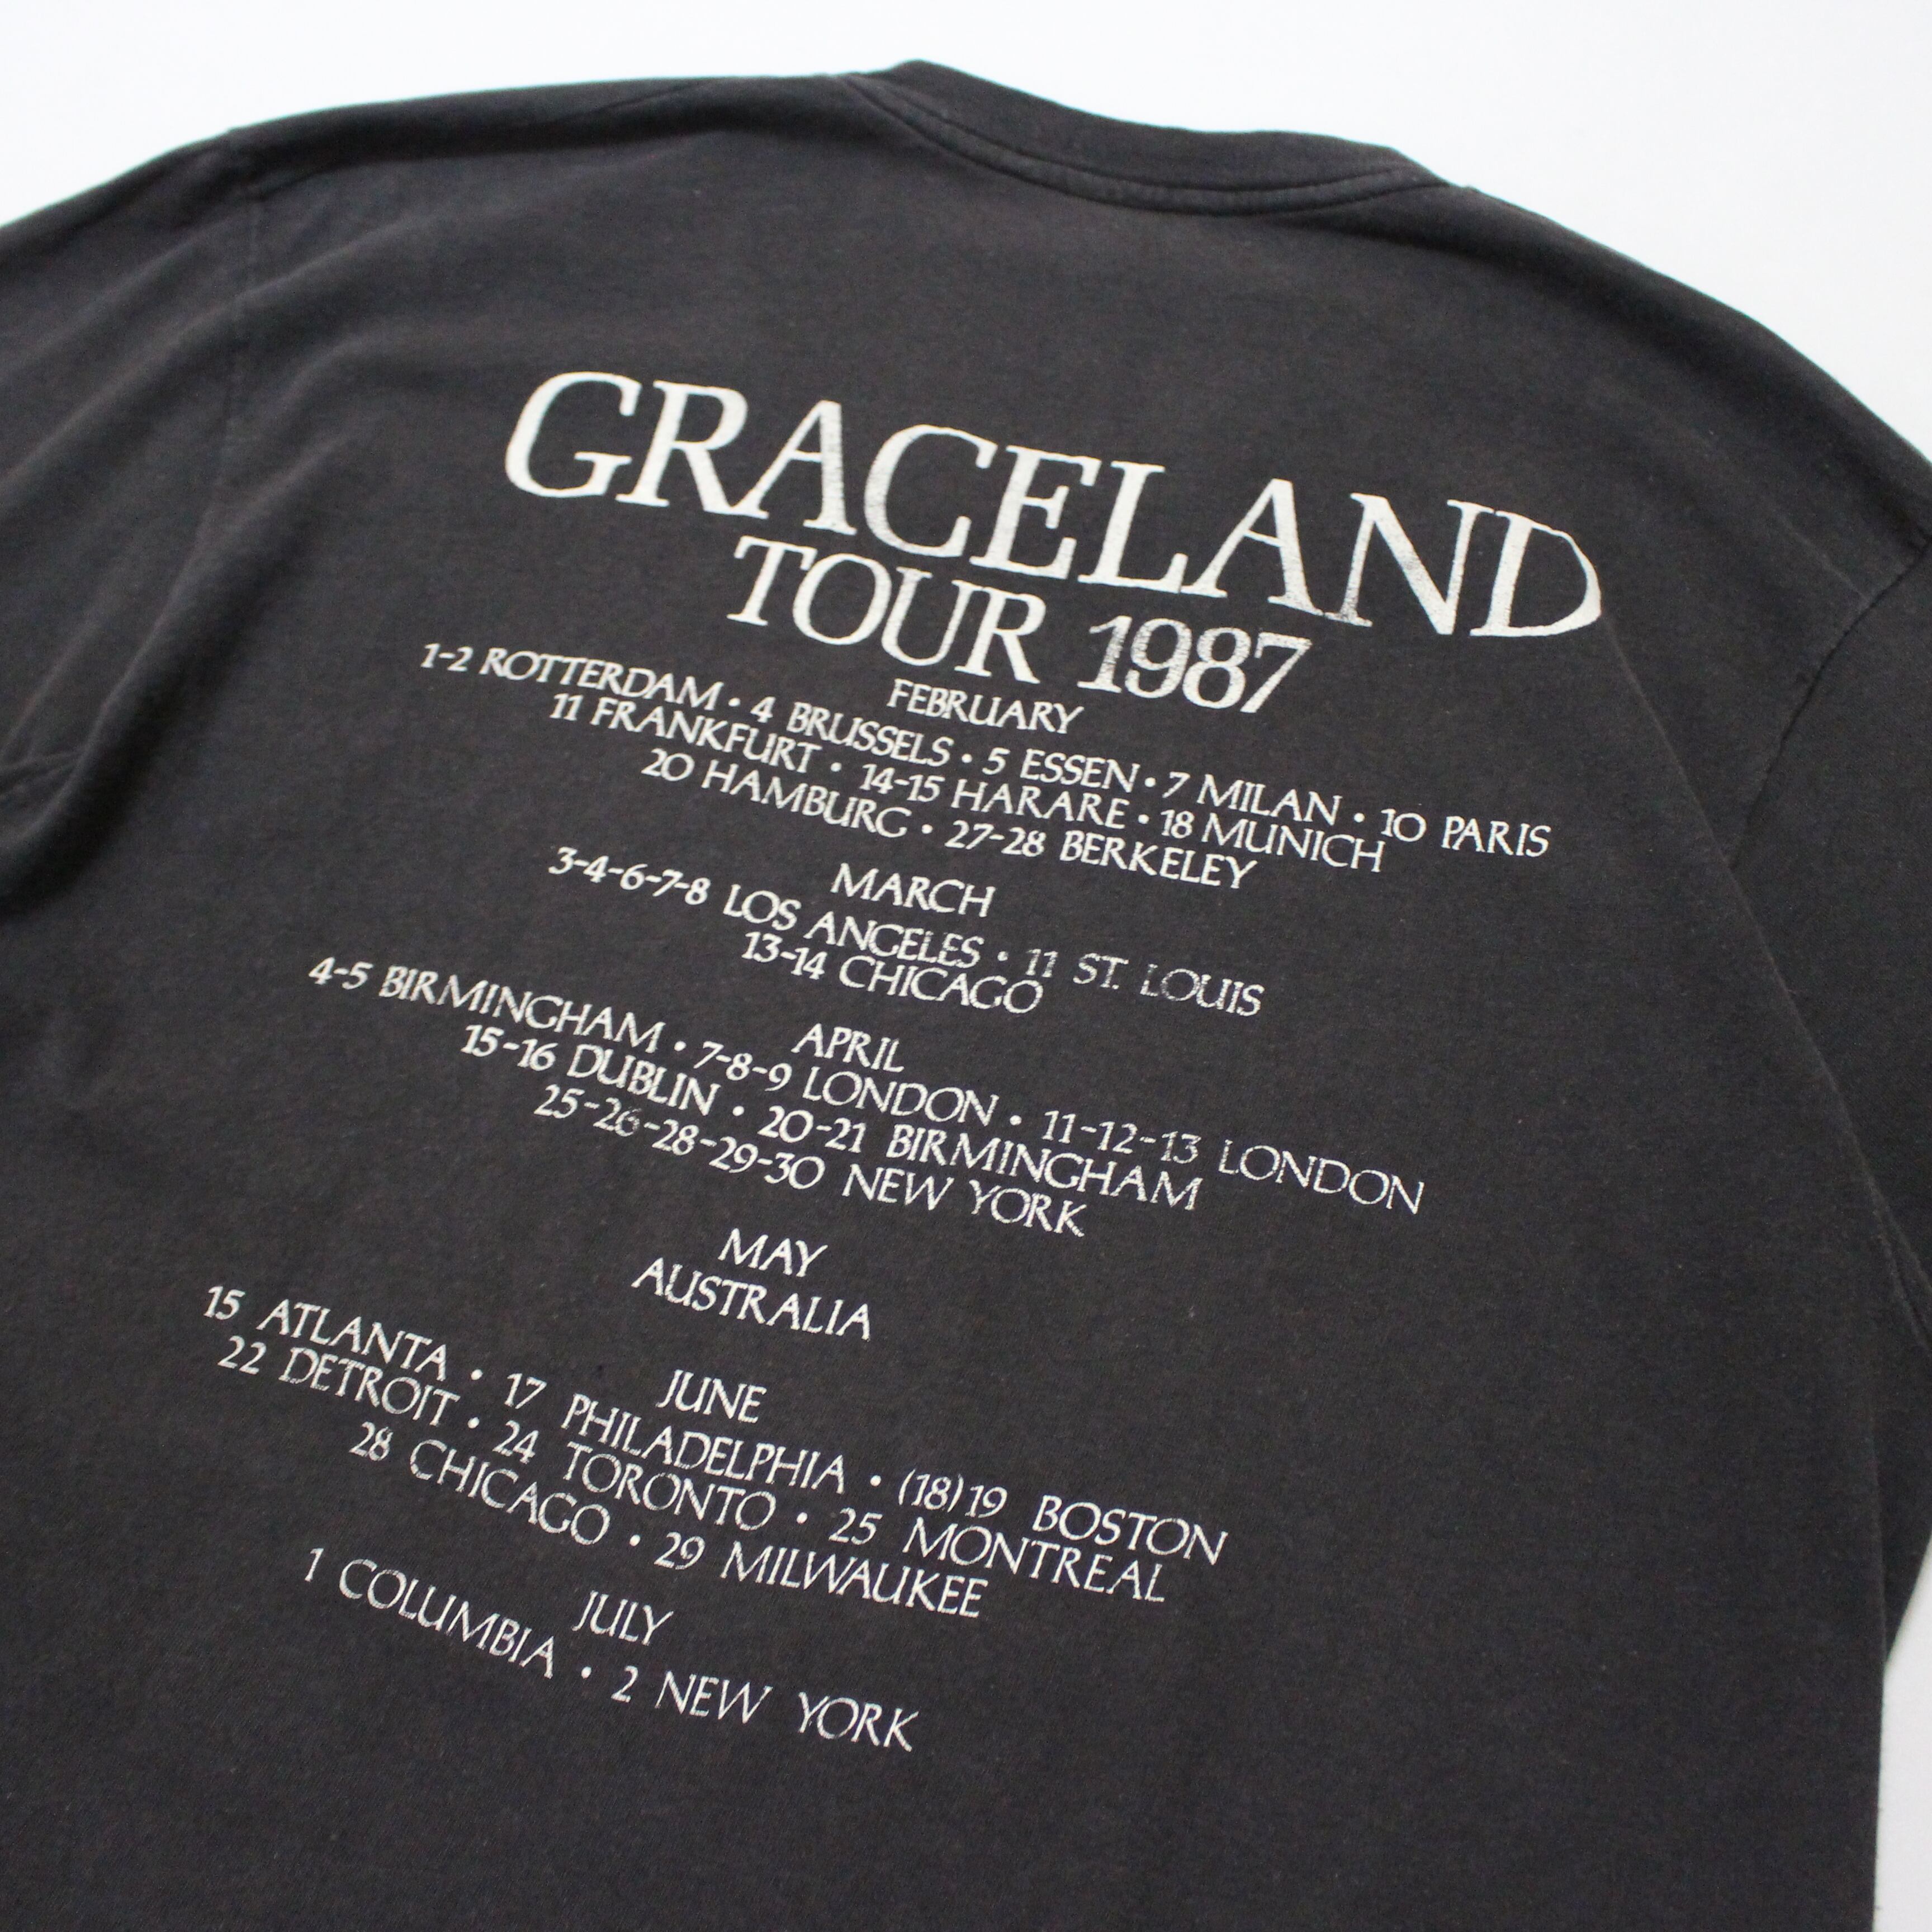 GRACELAND
TOUR 1987
FEBRUARY
1-2 ROTTERDAM • 4 BRUSSELS • 5 ESSEN • 7 MILAN • 10 PARIS
11 FRANKFURT • 14-15 HARARE • 18 MUNICH
20 HAMBURG • 27-28 BERKELEY
MARCH
3-4-6-7-8 LOS ANGELES • 11 ST. LOUIS
13-14 CHICAGO
APRIL
4-5 BIRMINGHAM • 7-8-9 LONDON • 11-12-13 LONDON
15-16 DUBLIN • 20-21 BIRMINGHAM
25-26-28-29-30 NEW YORK
MAY
AUSTRALIA
JUNE
15 ATLANTA • 17 PHILADELPHIA • (18)19 BOSTON
22 DETROIT • 24 TORONTO • 25 MONTREAL
28 CHICAGO • 29 MILWAUKEE
JULY
1 COLUMBIA • 2 NEW YORK